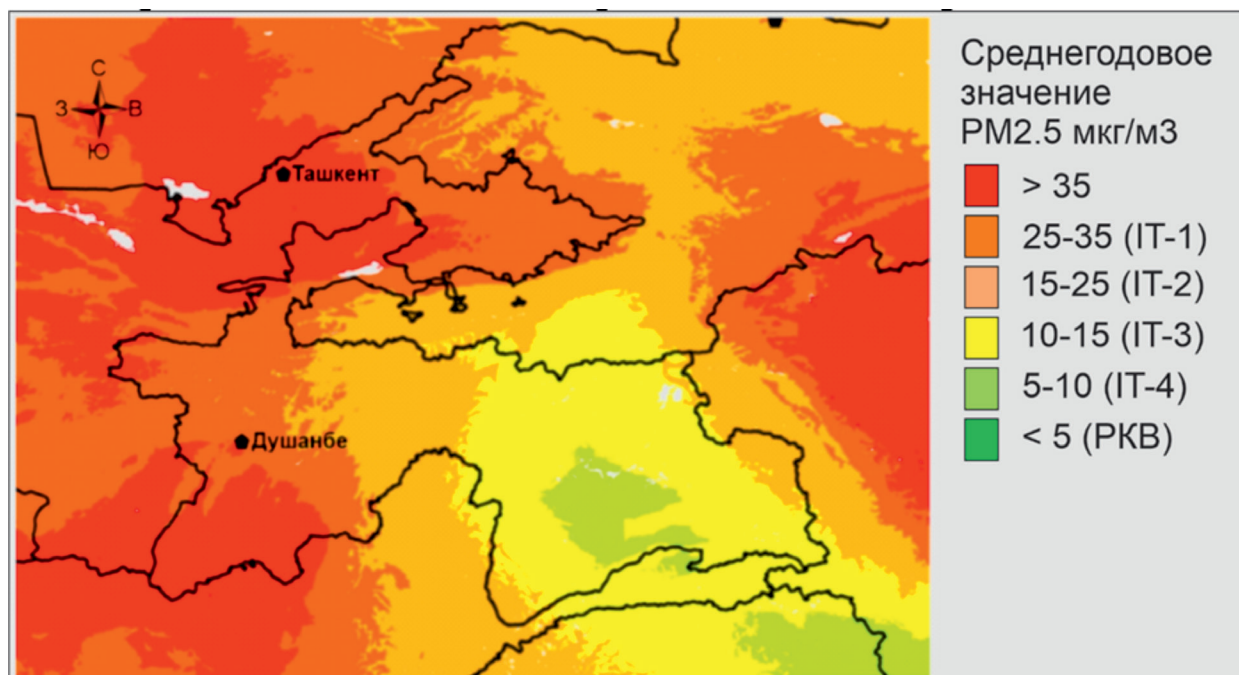 Среднегодовое
значение
PM2.5 мкг/м3
> 35
25-35 (IT-1)
15-25 (IT-2)
10-15 (IT-3)
5-10 (IT-4)
< 5 (РКВ)
С
З
В
Ю
Ташкент
Душанбе